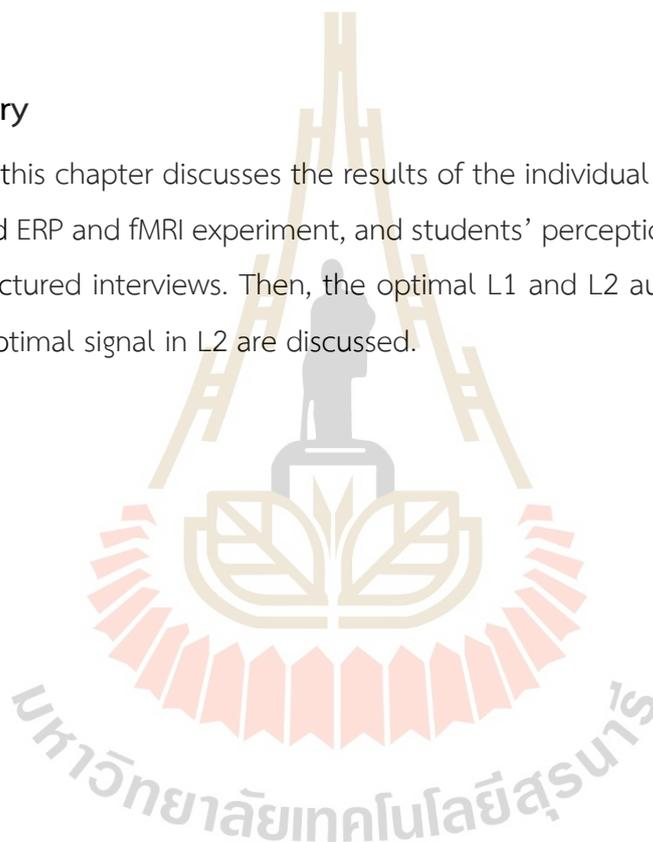 ry
this chapter discusses the results of the individual
d ERP and fMRI experiment, and students’ perceptio
ctured interviews. Then, the optimal L1 and L2 au
ptimal signal in L2 are discussed.
มหาวิทยาลัยเทคโนโลยีสุรนารี